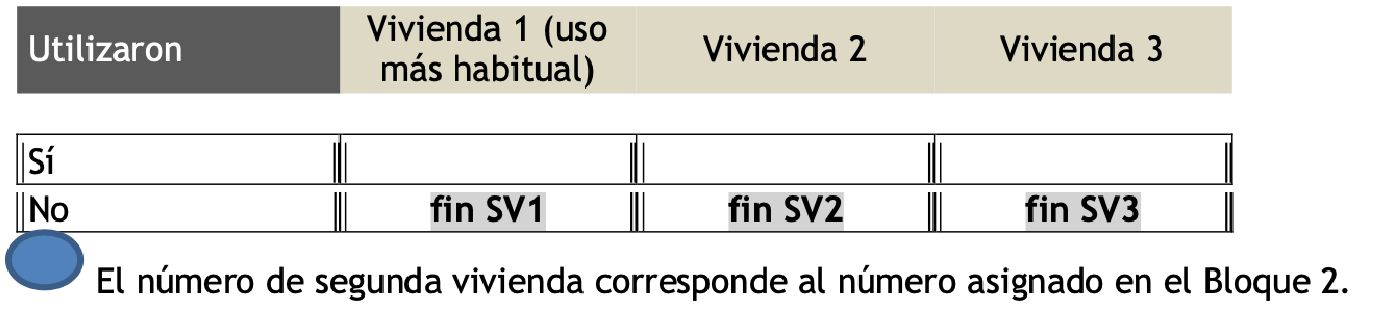 Utilizaron Vivienda 1 (uso más habitual) Vivienda 2 Vivienda 3
Sí
No fin SV1 fin SV2 fin SV3
El número de segunda vivienda corresponde al número asignado en el Bloque 2.